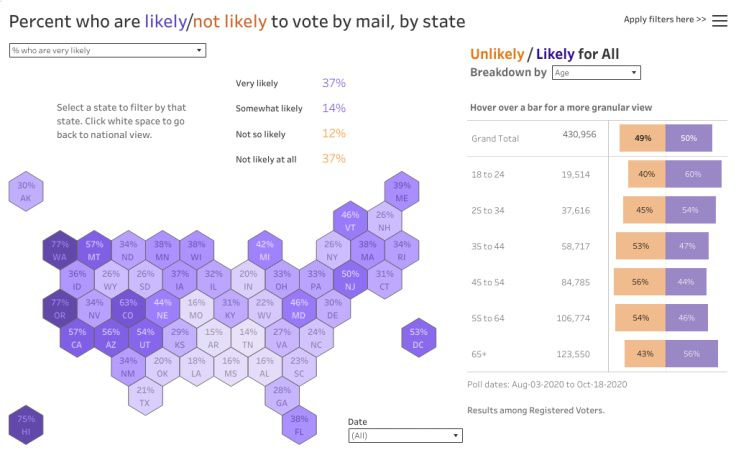 Percent who are likely/not likely to vote by mail, by state
Apply filters here >>
% who are very likely
Very likely 37%
Somewhat likely 14%
Not so likely 12%
Not likely at all 37%
Select a state to filter by that
state. Click white space to go
back to national view.
30% AK
39% ME
46% VT
26% NH
77% WA
57% MT
34% ND
38% MN
38% WI
42% MI
26% NY
38% MA
34% RI
36% ID
26% WY
26% SD
37% IA
32% IL
20% IN
33% OH
33% PA
50% NJ
31% CT
77% OR
34% NV
63% CO
44% NE
16% MO
31% KY
22% WV
46% MD
30% DE
57% CA
56% AZ
54% UT
29% KS
15% AR
14% TN
27% VA
24% NC
53% DC
34% NM
20% OK
18% LA
16% MS
16% AL
23% SC
21% TX
28% GA
75% HI
38% FL
Date
(All)
Unlikely / Likely for All
Breakdown by Age
Hover over a bar for a more granular view
Grand Total 430,956 49% 50%
18 to 24 19,514 40% 60%
25 to 34 37,616 45% 54%
35 to 44 58,717 53% 47%
45 to 54 84,785 56% 44%
55 to 64 106,774 54% 46%
65+ 123,550 43% 56%
Poll dates: Aug-03-2020 to Oct-18-2020
Results among Registered Voters.